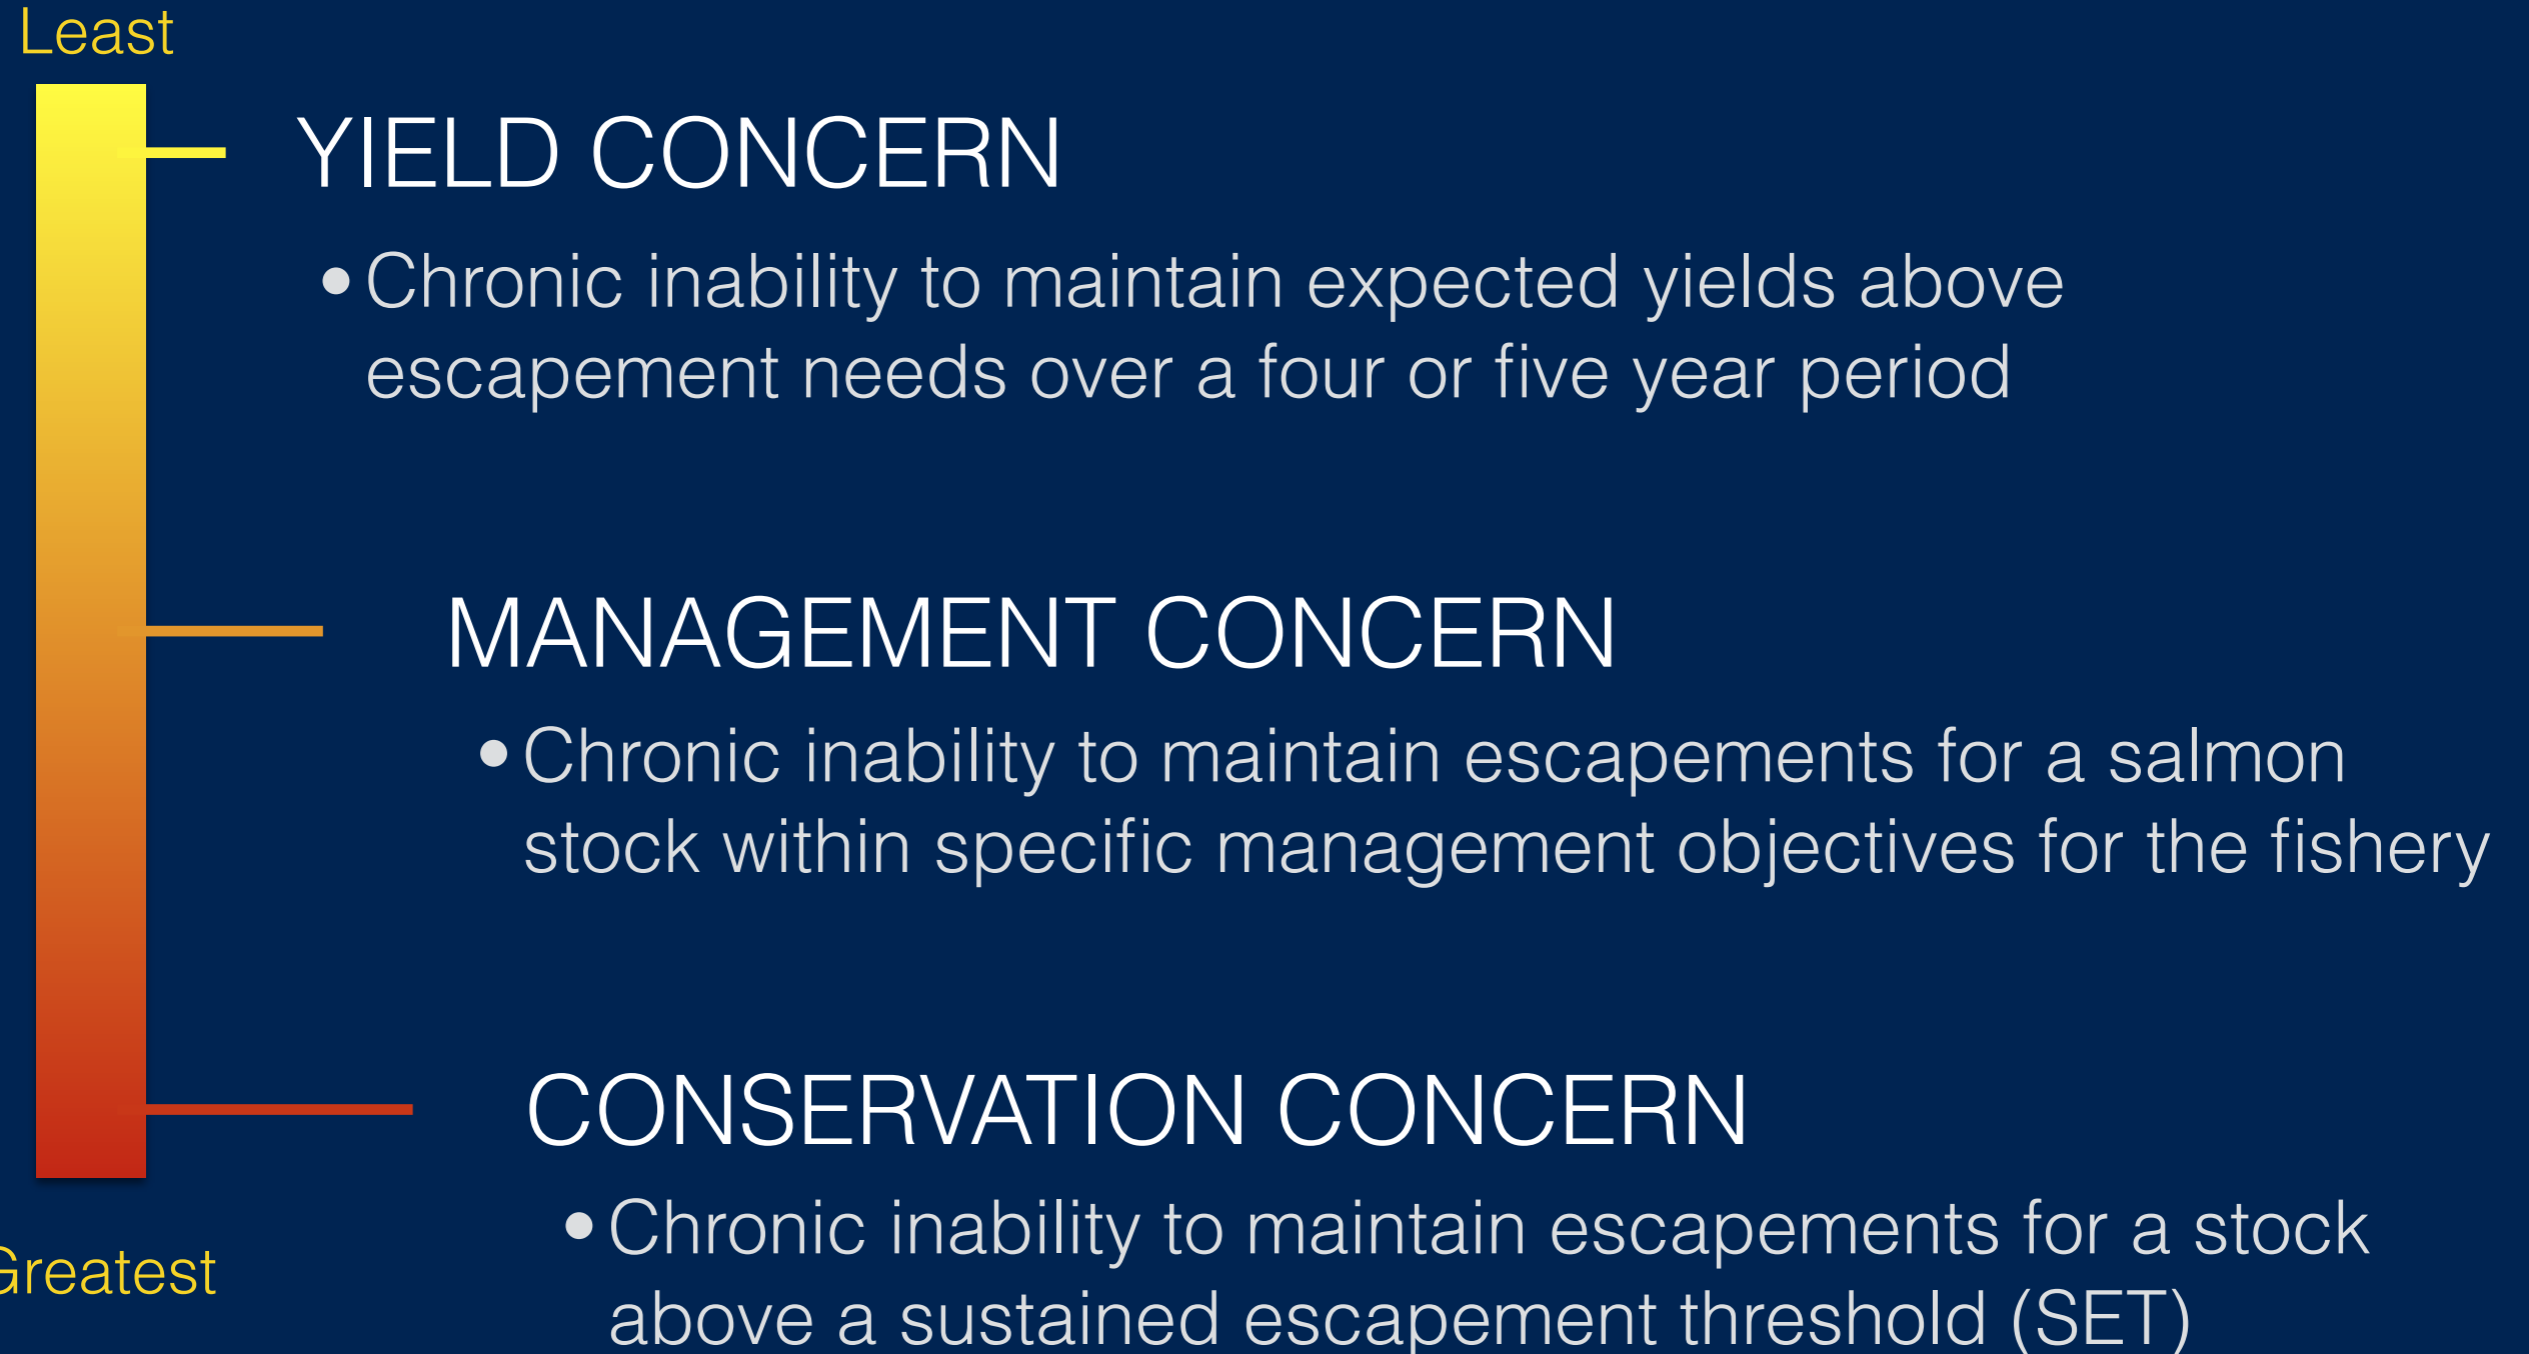 Least
YIELD CONCERN
• Chronic inability to maintain expected yields above
escapement needs over a four or five year period
MANAGEMENT CONCERN
• Chronic inability to maintain escapements for a salmon
stock within specific management objectives for the fishery
CONSERVATION CONCERN
• Chronic inability to maintain escapements for a stock
above a sustained escapement threshold (SET)
Greatest